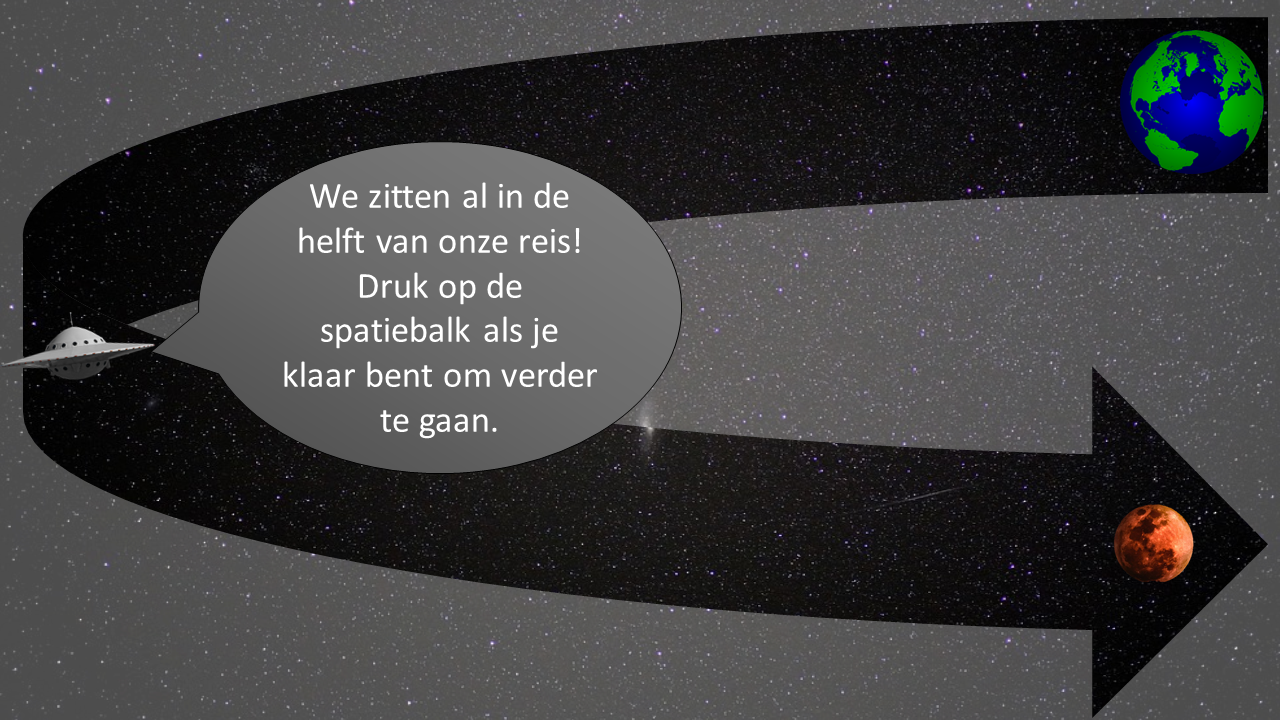 We zitten al in de
helft van onze reis!
Druk op de
spatiebalk als je
klaar bent om verder
te gaan.